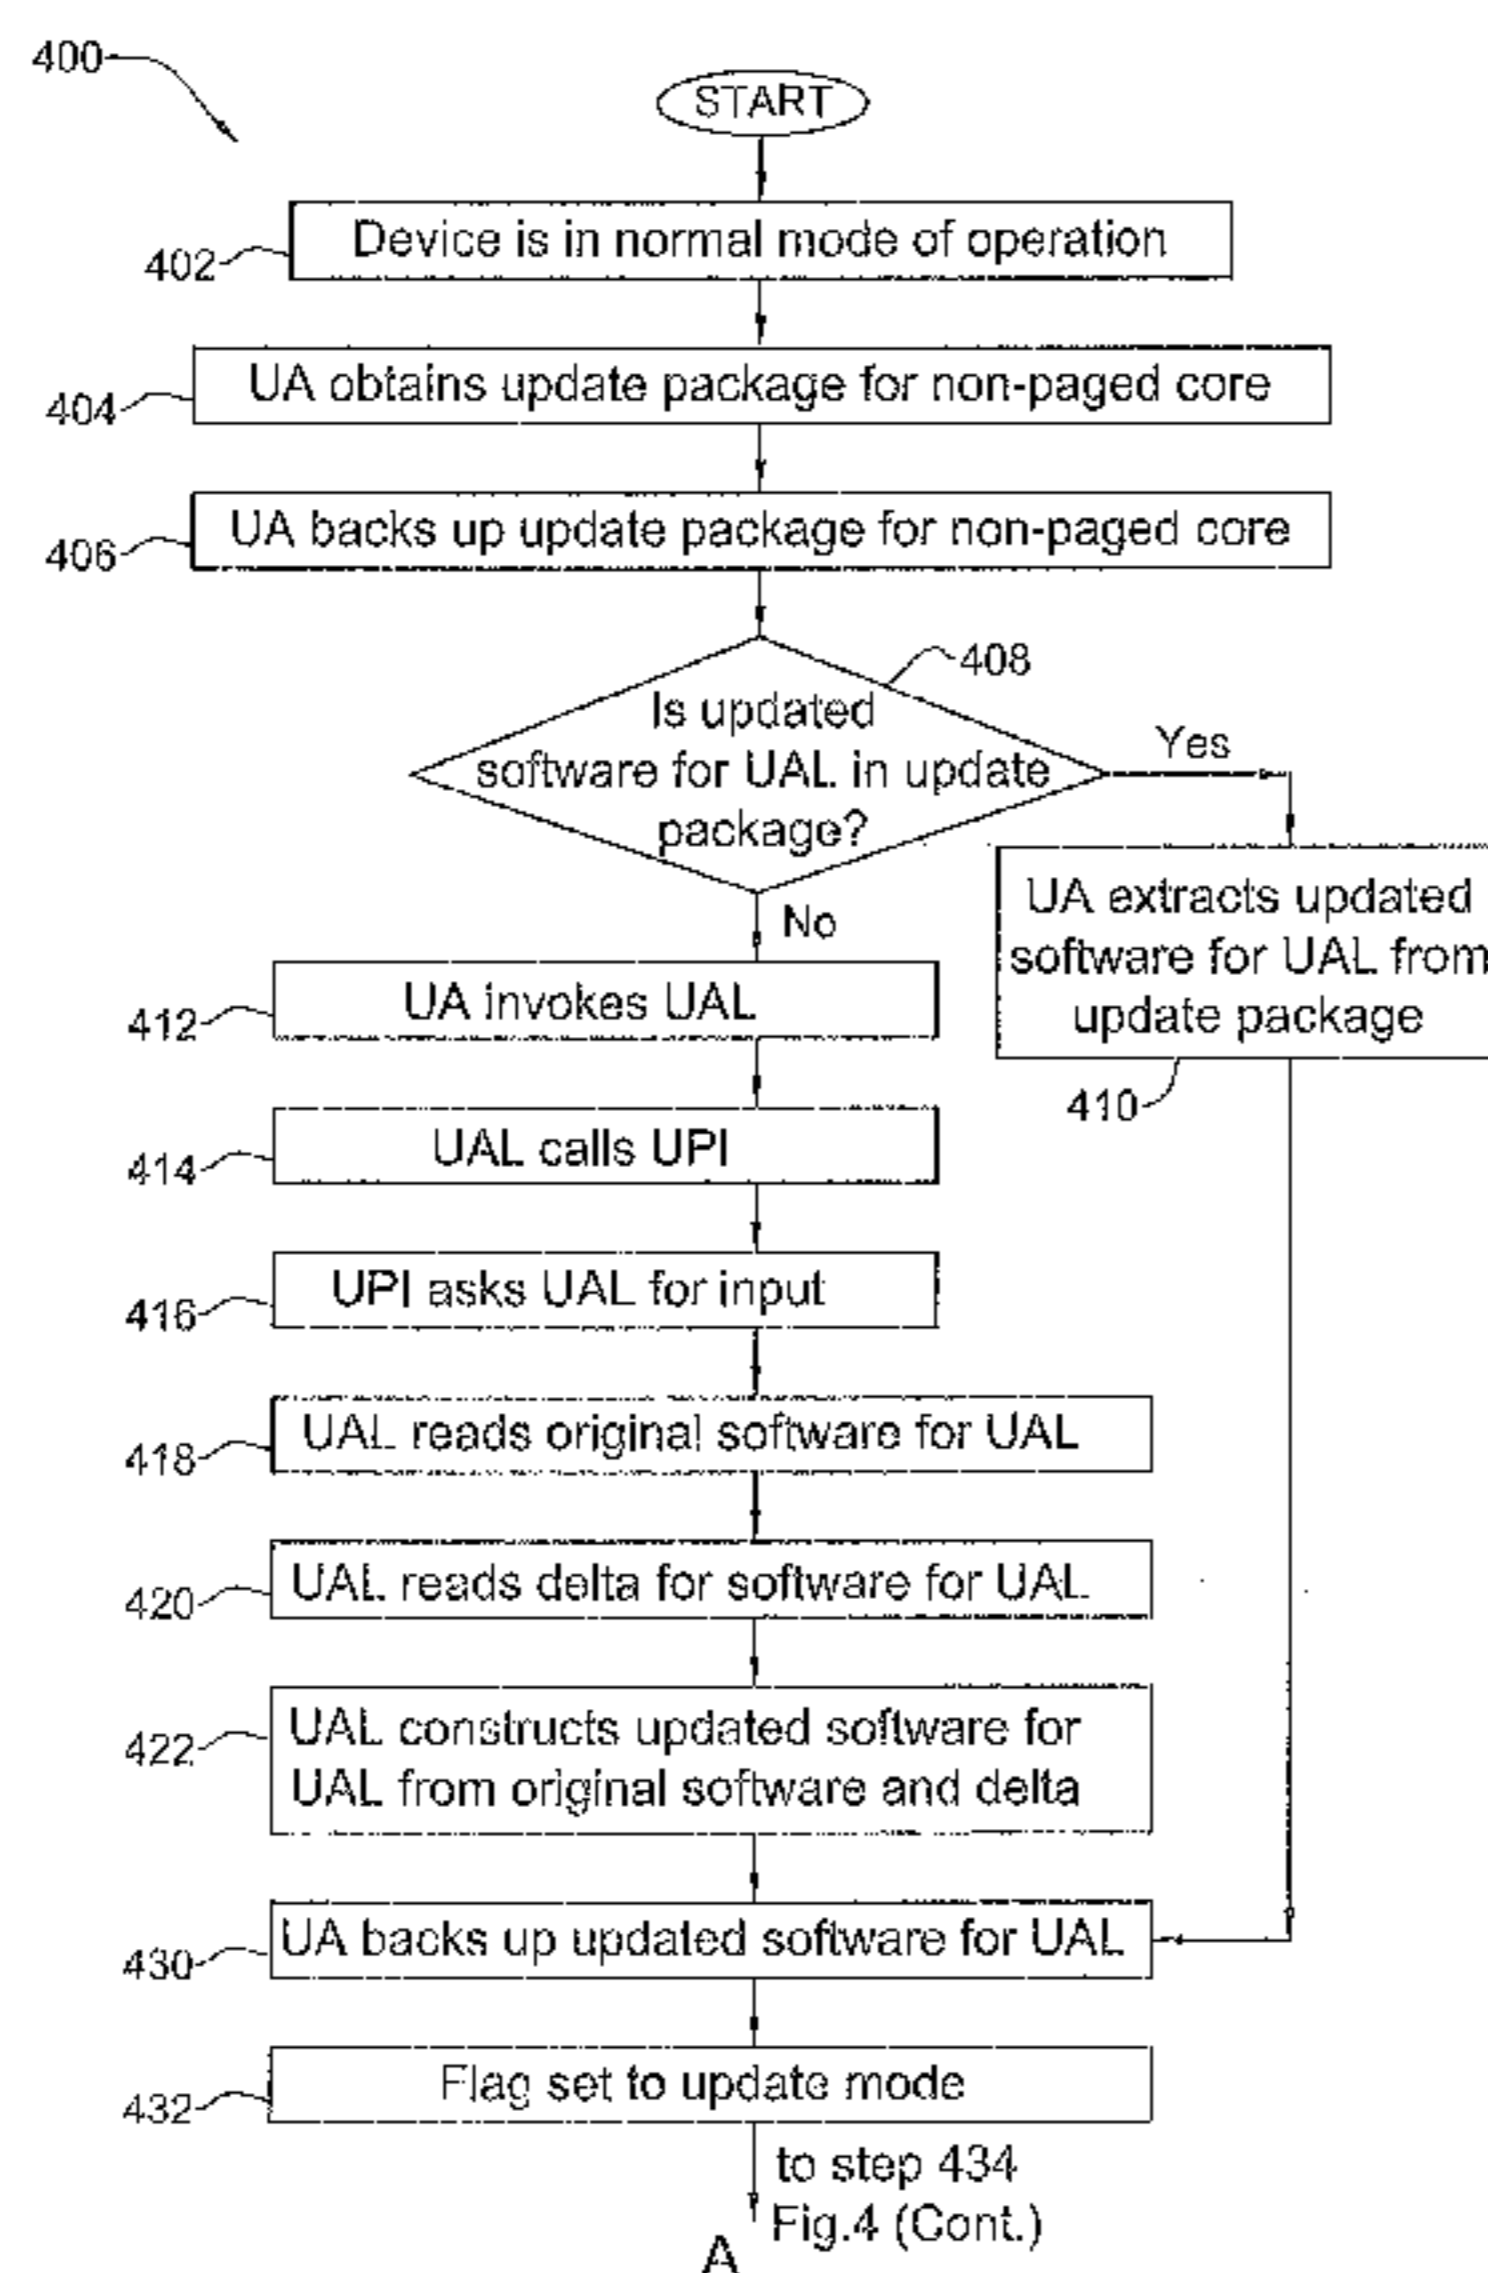 400
START
Device is in normal mode of operation
402
UA obtains update package for non-paged core
404
UA backs up update package for non-paged core
406
408
Is updated
software for UAL in update
package?
Yes
No
UA extracts updated
software for UAL from
update package
410
UA invokes UAL
412
UAL calls UPI
414
UPI asks UAL for input
416
UAL reads original software for UAL
418
UAL reads delta for software for UAL
420
UAL constructs updated software for
UAL from original software and delta
422
UA backs up updated software for UAL
430
Flag set to update mode
432
to step 434
Fig.4 (Cont.)
A